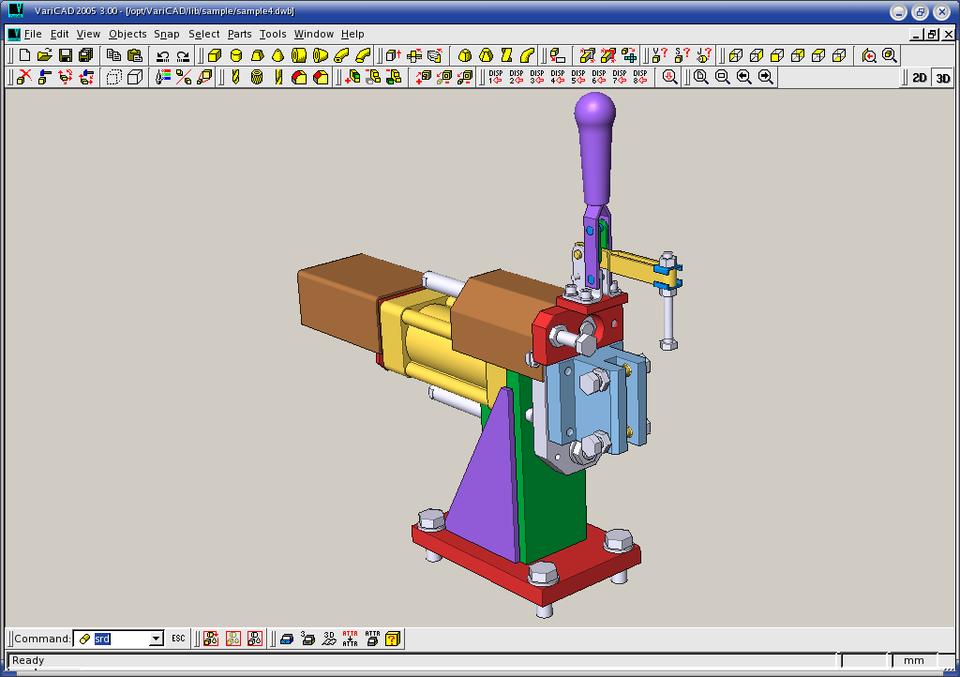 VariCAD 2005 3.00 - [/opt/VariCAD/lib/sample/sample4.dwb]
File Edit View Objects Snap Select Parts Tools Window Help
DISP 1 DISP 2 DISP 3 DISP 4 DISP 5 DISP 6 DISP 7 DISP 8 2D 3D
Command: srd ESC 3D ATTR ATTR ATTR ?
Ready mm